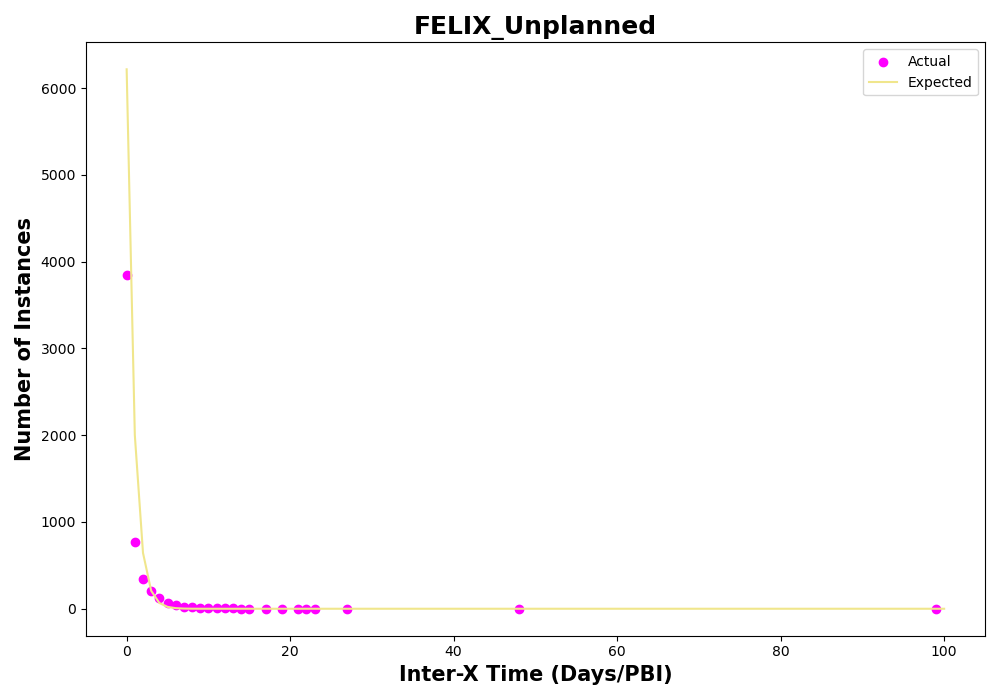 FELIX_Unplanned
Actual
Expected
6000
5000
4000
3000
2000
1000
0
Number of Instances
0 20 40 60 80 100
Inter-X Time (Days/PBI)